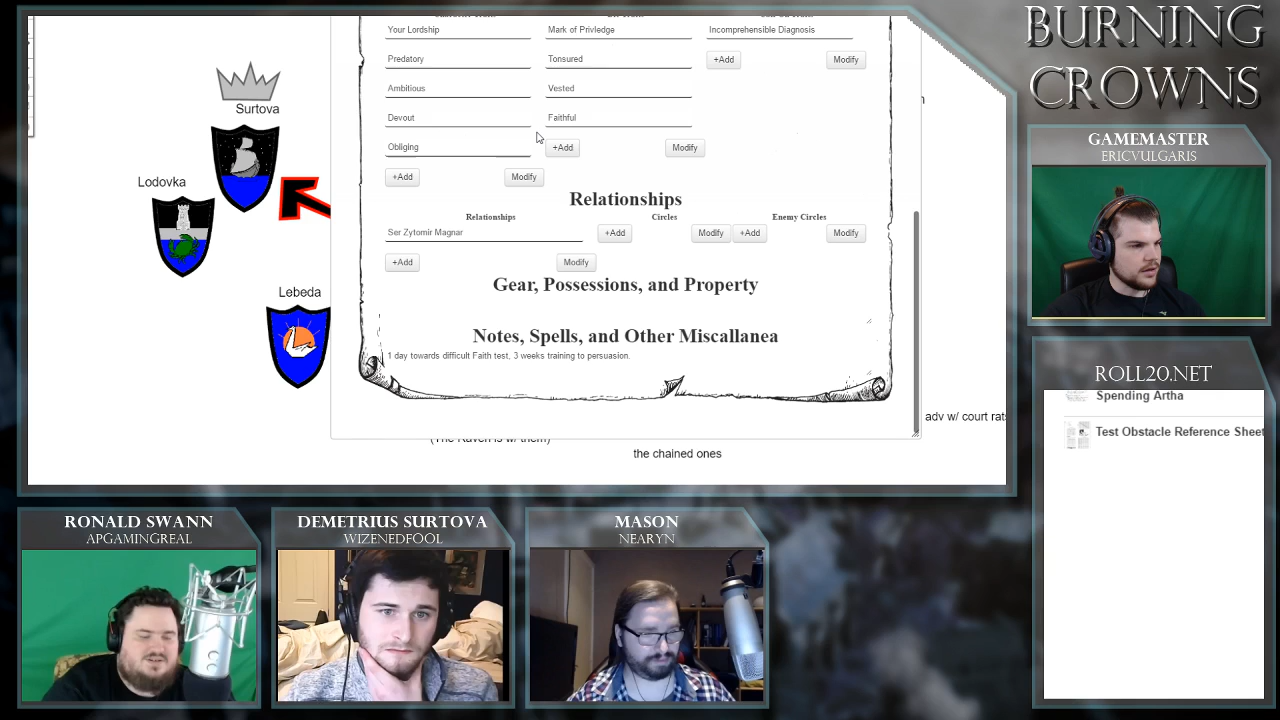 BURNING
CROWNS
Your Lordship
Mark of Privledge
Incomprehensible Diagnosis
Predatory
Tonsured
+Add
Modify
Ambitious
Vested
Devout
Faithful
Obliging
+Add
Modify
+Add
Modify
Relationships
Relationships
Circles
Enemy Circles
Ser Zytomir Magnar
+Add
Modify
+Add
Modify
+Add
Modify
Gear, Possessions, and Property
Notes, Spells, and Other Miscallanea
1 day towards difficult Faith test, 3 weeks training to persuasion.
Surtova
Lodovka
Lebeda
adv w/ court rats
(The Raven is w/ them)
the chained ones
GAMEMASTER
ERICVULGARIS
ROLL20.NET
Spending Artha
Test Obstacle Reference Sheet
RONALD SWANN
APGAMINGREAL
DEMETRIUS SURTOVA
WIZENEDFOOL
MASON
NEARYN